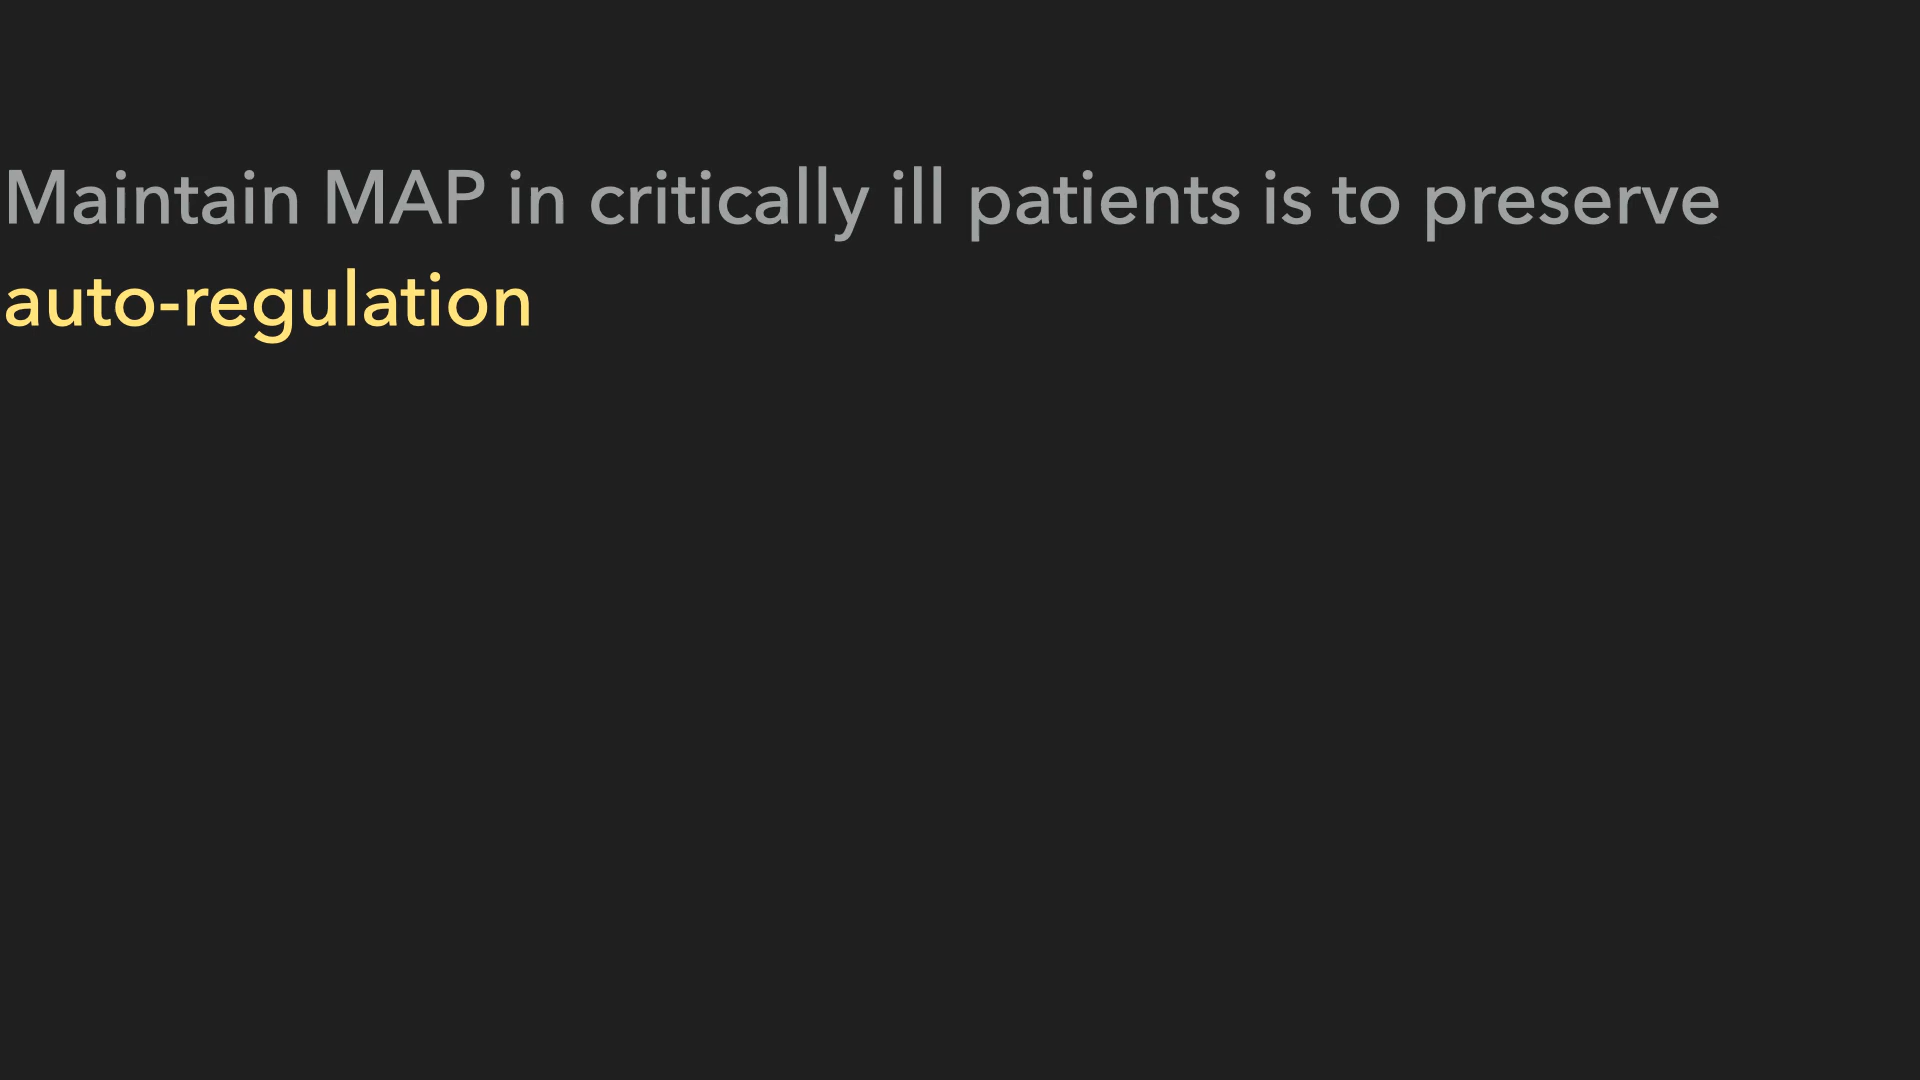 Maintain MAP in critically ill patients is to preserve
auto-regulation